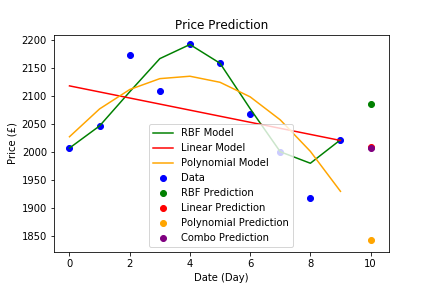 Price Prediction
2200
2150
2100
2050
2000
1950
1900
1850
Price (£)
RBF Model
Linear Model
Polynomial Model
Data
RBF Prediction
Linear Prediction
Polynomial Prediction
Combo Prediction
0 2 4 6 8 10
Date (Day)